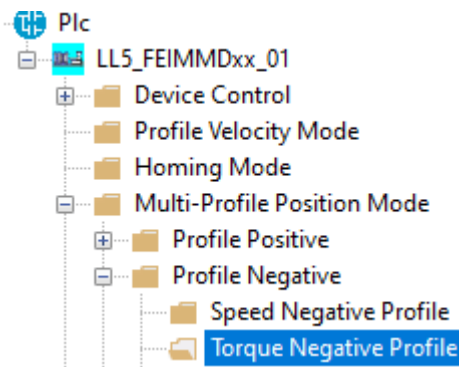 Plc
LL5_FEIMMDxx_01
Device Control
Profile Velocity Mode
Homing Mode
Multi-Profile Position Mode
Profile Positive
Profile Negative
Speed Negative Profile
Torque Negative Profile